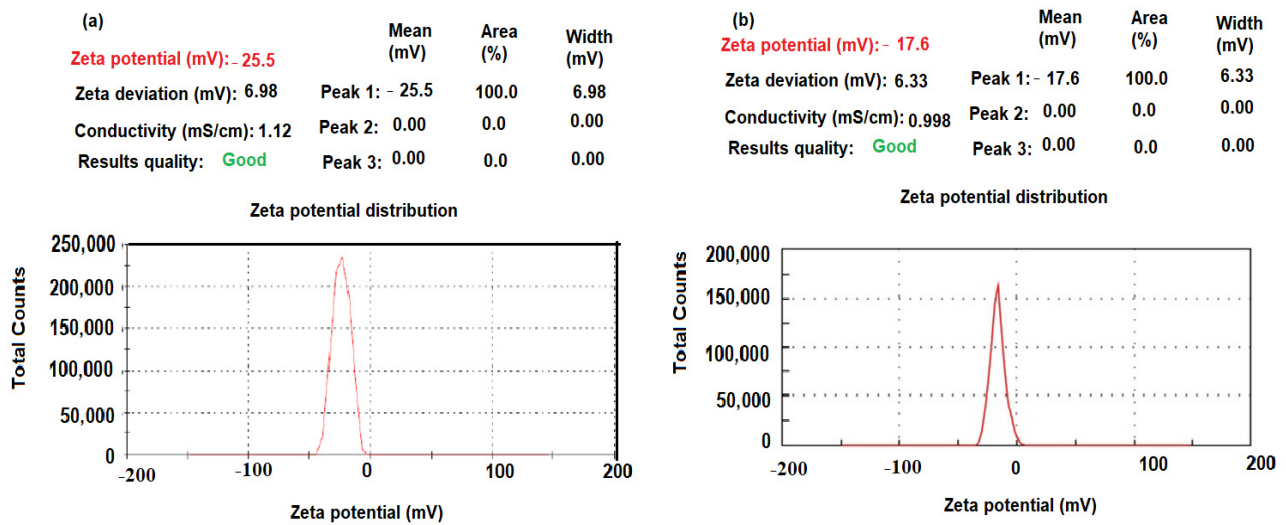 (a)
Mean (mV) Area (%) Width (mV)
Zeta potential (mV): - 25.5
Zeta deviation (mV): 6.98 Peak 1: - 25.5 100.0 6.98
Conductivity (mS/cm): 1.12 Peak 2: 0.00 0.0 0.00
Results quality: Good Peak 3: 0.00 0.0 0.00
Zeta potential distribution
Total Counts
250,000
200,000
150,000
100,000
50,000
0
-200 -100 0 100 200
Zeta potential (mV)
(b)
Mean (mV) Area (%) Width (mV)
Zeta potential (mV): - 17.6
Zeta deviation (mV): 6.33 Peak 1: - 17.6 100.0 6.33
Conductivity (mS/cm): 0.998 Peak 2: 0.00 0.0 0.00
Results quality: Good Peak 3: 0.00 0.0 0.00
Zeta potential distribution
Total Counts
200,000
150,000
100,000
50,000
0
-200 -100 0 100 200
Zeta potential (mV)